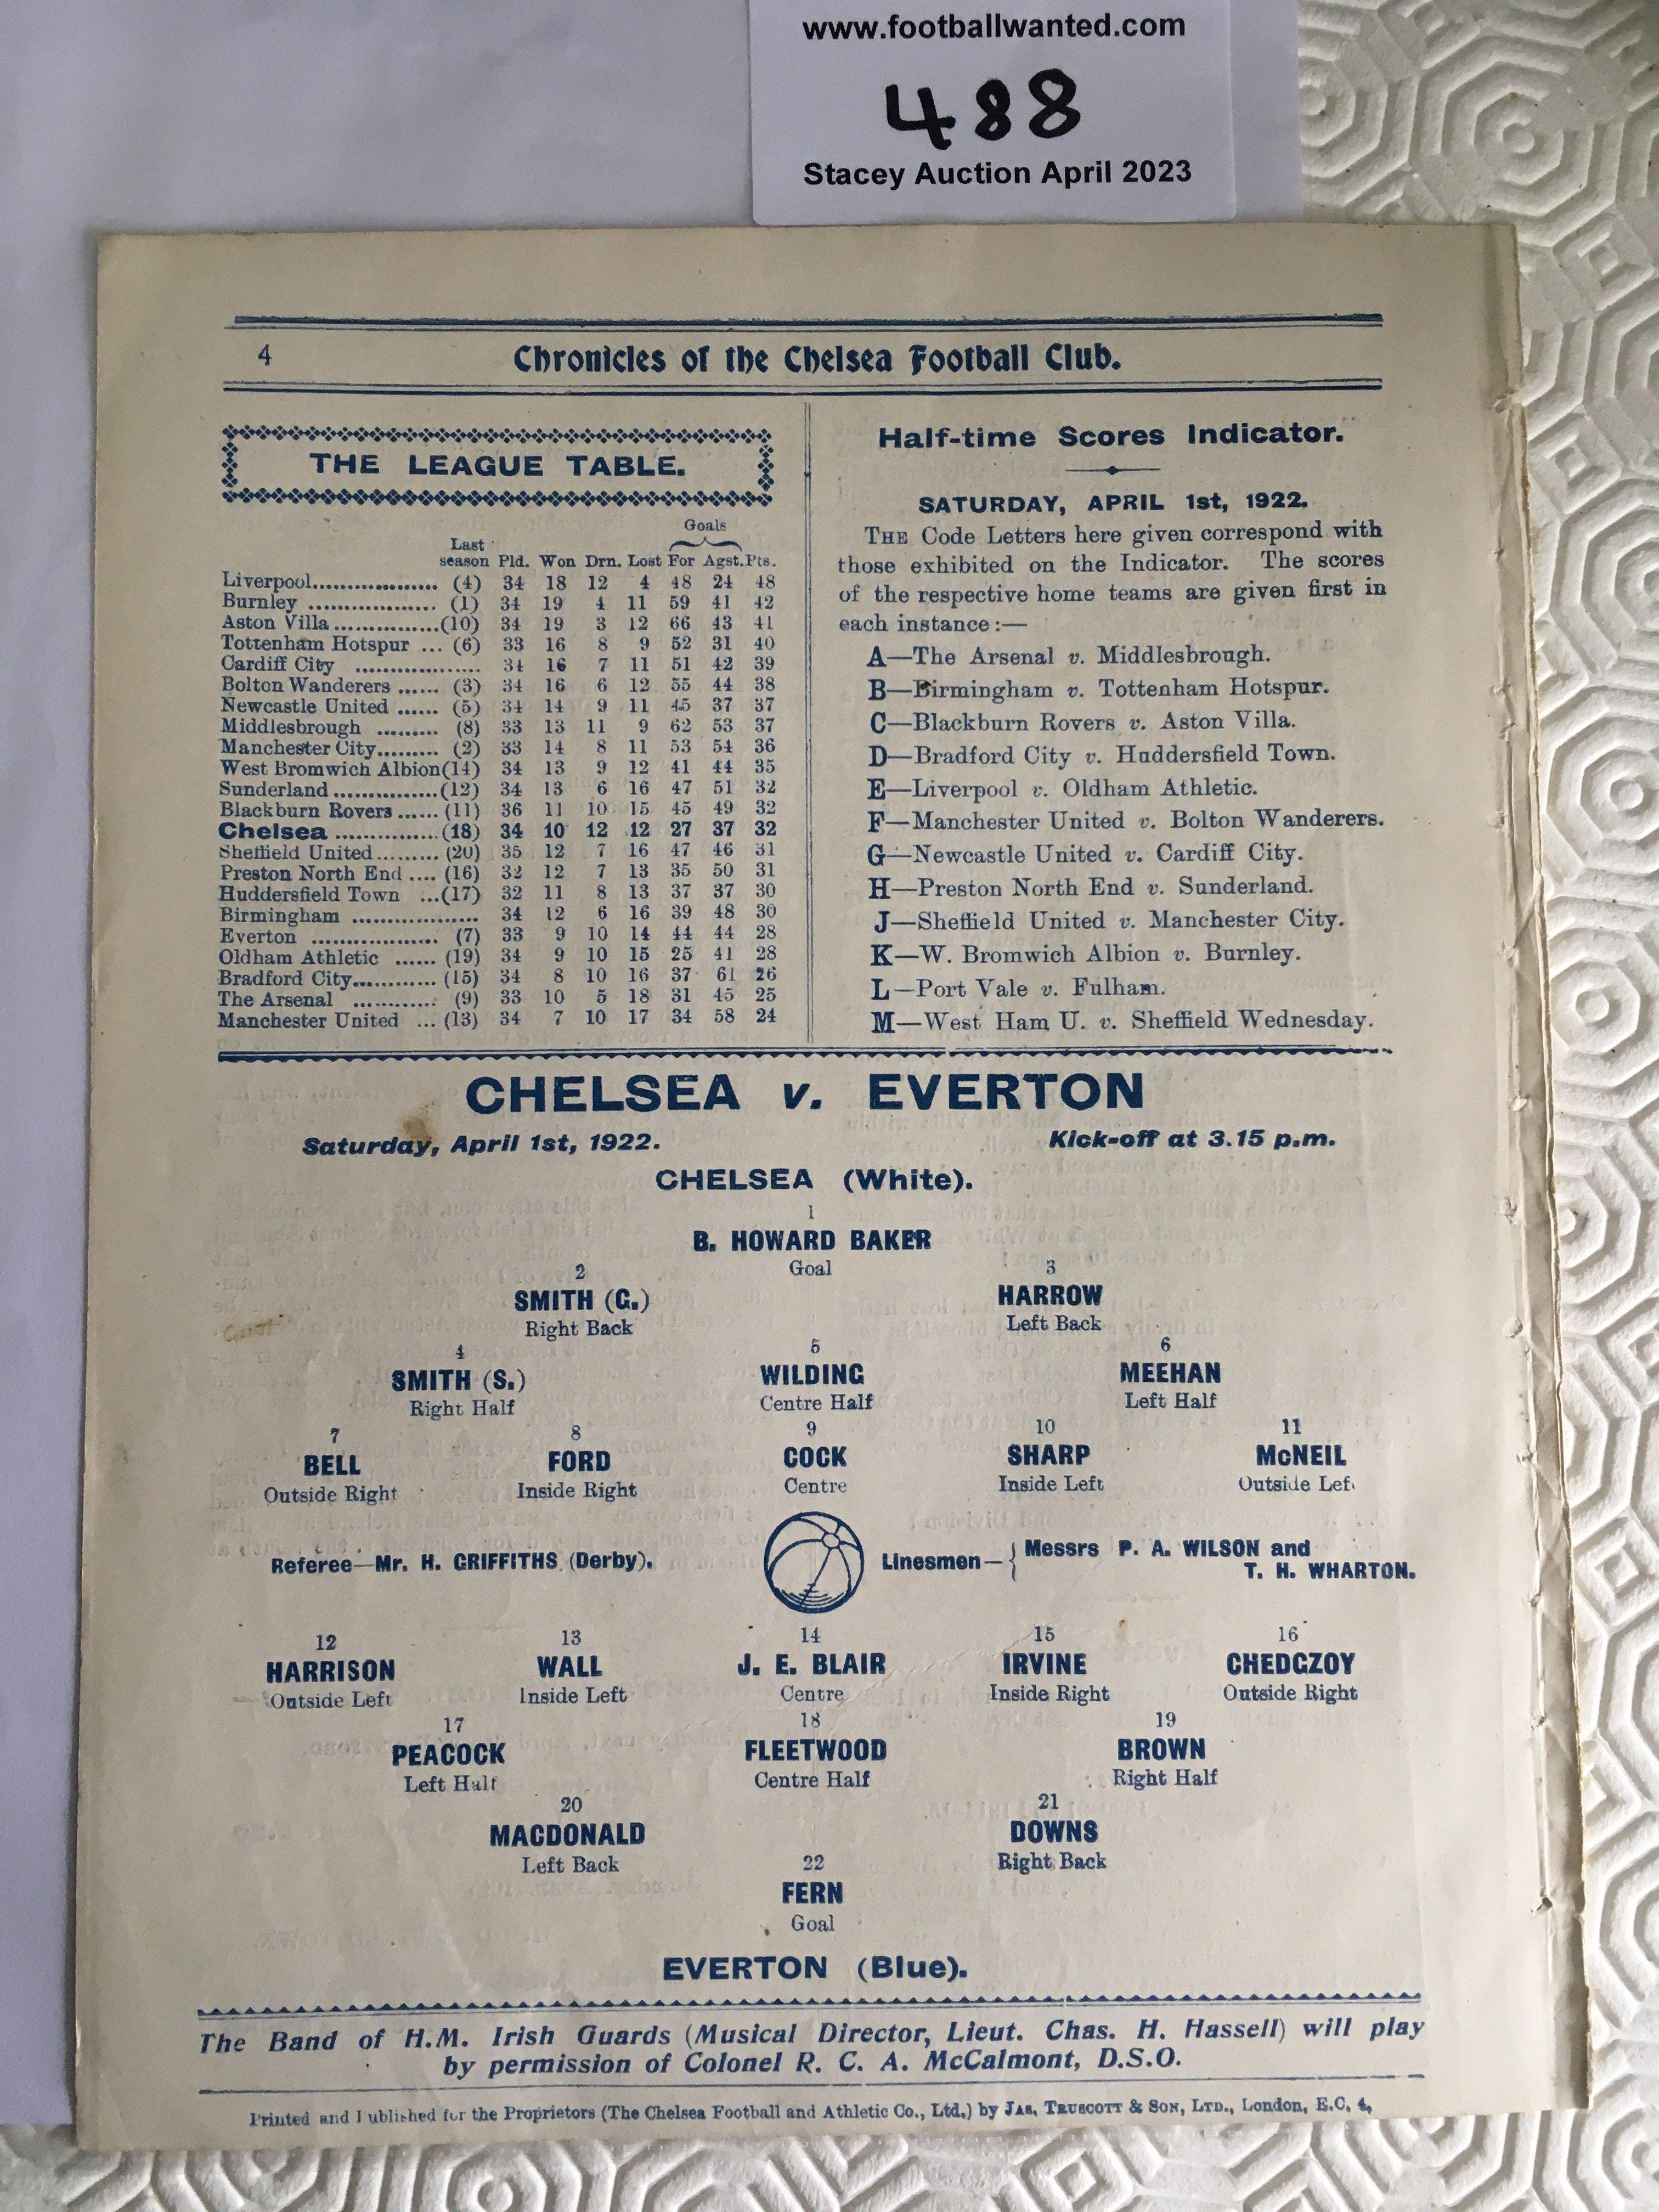 www.footballwanted.com
488
Stacey Auction April 2023
4
Chronicles of the Chelsea Football Club.
THE LEAGUE TABLE.
Goals
Last
season Pld. Won Drn. Lost For Agst. Pts.
Liverpool.................. (4) 34 18 12 4 48 24 48
Burnley .................. (1) 34 19 4 11 59 41 42
Aston Villa ...............(10) 34 19 3 12 66 43 41
Tottenham Hotspur ... (6) 33 16 8 9 52 31 40
Cardiff City .................. 34 16 7 11 51 42 39
Bolton Wanderers ...... (3) 34 16 6 12 55 44 38
Newcastle United ...... (5) 34 14 9 11 45 37 37
Middlesbrough ......... (8) 33 13 11 9 62 53 37
Manchester City......... (2) 33 14 8 11 53 54 36
West Bromwich Albion(14) 34 13 9 12 41 44 35
Sunderland ...............(12) 34 13 6 16 47 51 32
Blackburn Rovers ...... (11) 36 11 10 15 45 49 32
Chelsea ...............(18) 34 10 12 12 27 37 32
Sheffield United......... (20) 35 12 7 16 47 46 31
Preston North End .... (16) 32 12 7 13 35 50 31
Huddersfield Town ...(17) 32 11 8 13 37 37 30
Birmingham .................. 34 12 6 16 39 48 30
Everton .................. (7) 33 9 10 14 44 44 28
Oldham Athletic ...... (19) 34 9 10 15 25 41 28
Bradford City............ (15) 34 8 10 16 37 61 26
The Arsenal ............ (9) 33 10 5 18 31 45 25
Manchester United ... (13) 34 7 10 17 34 58 24
Half-time Scores Indicator.
SATURDAY, APRIL 1st, 1922.
THE Code Letters here given correspond with
those exhibited on the Indicator. The scores
of the respective home teams are given first in
each instance :—
A—The Arsenal v. Middlesbrough.
B—Birmingham v. Tottenham Hotspur.
C—Blackburn Rovers v. Aston Villa.
D—Bradford City v. Huddersfield Town.
E—Liverpool v. Oldham Athletic.
F—Manchester United v. Bolton Wanderers.
G—Newcastle United v. Cardiff City.
H—Preston North End v. Sunderland.
J—Sheffield United v. Manchester City.
K—W. Bromwich Albion v. Burnley.
L—Port Vale v. Fulham.
M—West Ham U. v. Sheffield Wednesday.
CHELSEA v. EVERTON
Saturday, April 1st, 1922. Kick-off at 3.15 p.m.
CHELSEA (White).
1
B. HOWARD BAKER
Goal
2 3
SMITH (G.) HARROW
Right Back Left Back
4 5 6
SMITH (S.) WILDING MEEHAN
Right Half Centre Half Left Half
7 8 9 10 11
BELL FORD COCK SHARP McNEIL
Outside Right Inside Right Centre Inside Left Outside Left
Referee—Mr. H. GRIFFITHS (Derby). Linesmen— { Messrs P. A. WILSON and
T. H. WHARTON.
12 13 14 15 16
HARRISON WALL J. E. BLAIR IRVINE CHEDGZOY
Outside Left Inside Left Centre Inside Right Outside Right
17 18 19
PEACOCK FLEETWOOD BROWN
Left Half Centre Half Right Half
20 21
MACDONALD DOWNS
Left Back Right Back
22
FERN
Goal
EVERTON (Blue).
The Band of H.M. Irish Guards (Musical Director, Lieut. Chas. H. Hassell) will play
by permission of Colonel R. C. A. McCalmont, D.S.O.
Printed and Published for the Proprietors (The Chelsea Football and Athletic Co., Ltd.) by JAS. TRUSCOTT & SON, LTD., London, E.C. 4,